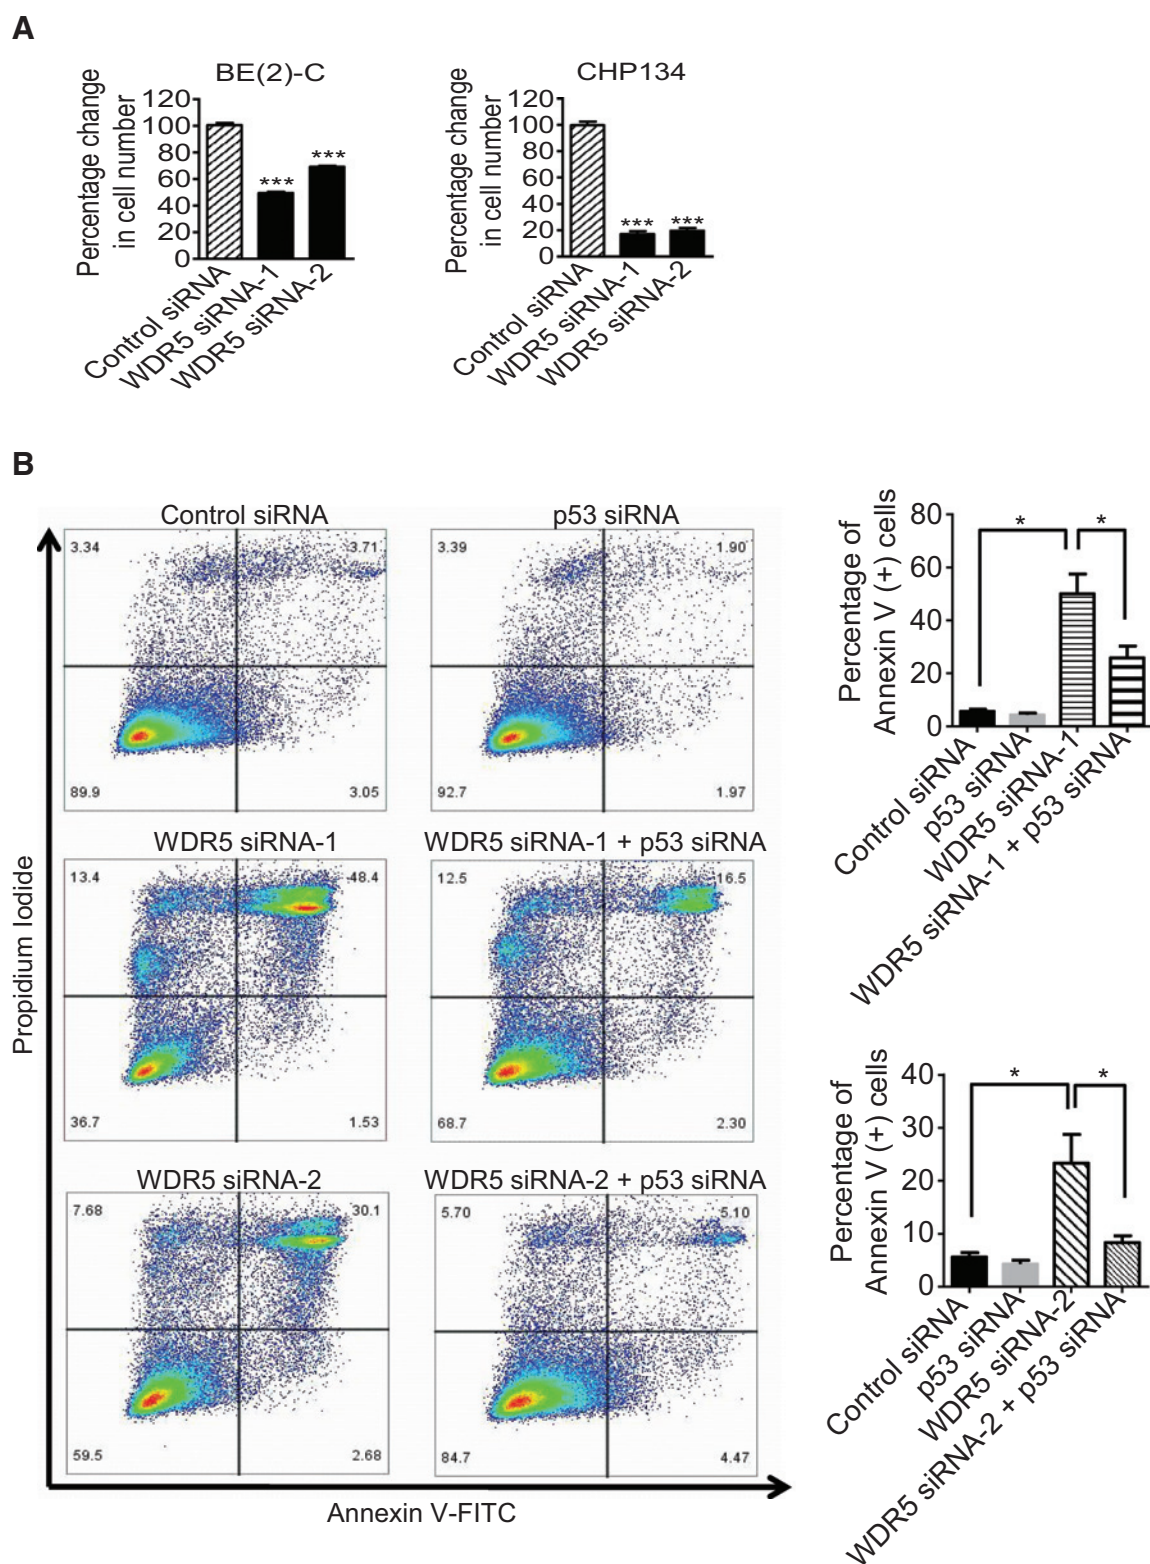 A
BE(2)-C
Percentage change
in cell number
120
100
80
60
40
20
0
***
***
Control siRNA
WDR5 siRNA-1
WDR5 siRNA-2
CHP134
Percentage change
in cell number
120
100
80
60
40
20
0
***
***
Control siRNA
WDR5 siRNA-1
WDR5 siRNA-2
B
Propidium Iodide
Annexin V-FITC
Control siRNA
3.34
3.71
89.9
3.05
p53 siRNA
3.39
1.90
92.7
1.97
WDR5 siRNA-1
13.4
48.4
36.7
1.53
WDR5 siRNA-1 + p53 siRNA
12.5
16.5
68.7
2.30
WDR5 siRNA-2
7.68
30.1
59.5
2.68
WDR5 siRNA-2 + p53 siRNA
5.70
5.10
84.7
4.47
Percentage of
Annexin V (+) cells
80
60
40
20
0
*
*
Control siRNA
p53 siRNA
WDR5 siRNA-1
WDR5 siRNA-1 + p53 siRNA
Percentage of
Annexin V (+) cells
40
30
20
10
0
*
*
Control siRNA
p53 siRNA
WDR5 siRNA-2
WDR5 siRNA-2 + p53 siRNA